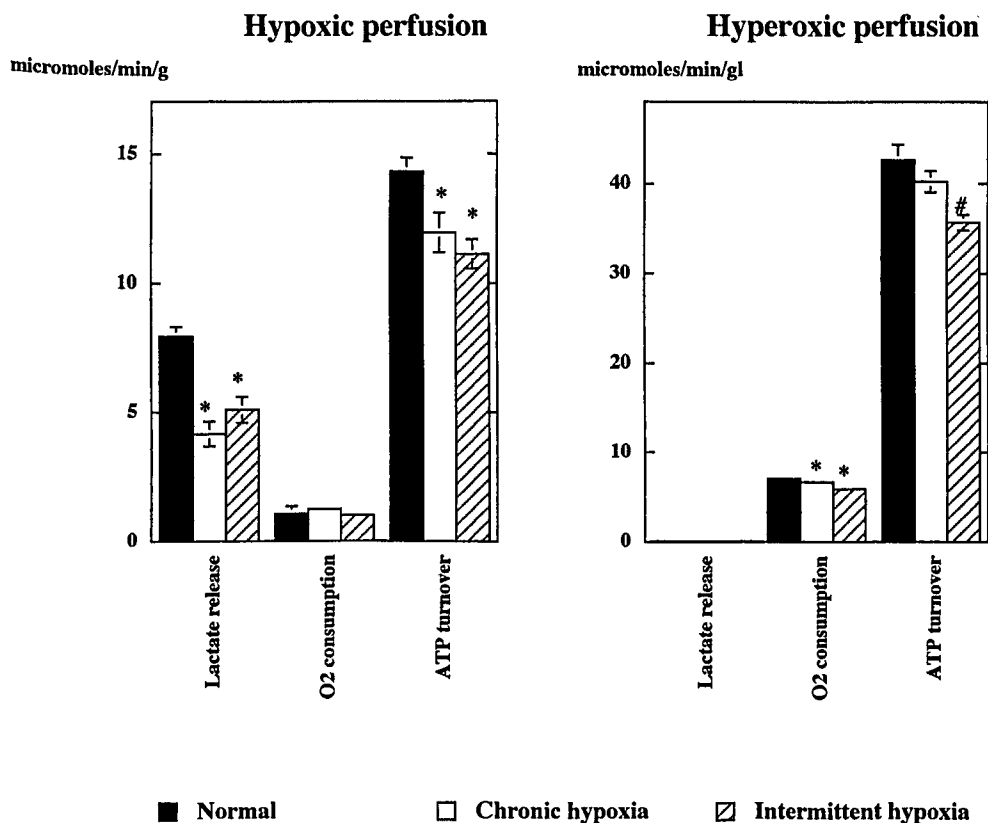 Hypoxic perfusion
micromoles/min/g
15
10
5
0
*
*
*
*
Lactate release
O2 consumption
ATP turnover
Hyperoxic perfusion
micromoles/min/gl
40
30
20
10
0
*
*
#
Lactate release
O2 consumption
ATP turnover
Normal
Chronic hypoxia
Intermittent hypoxia